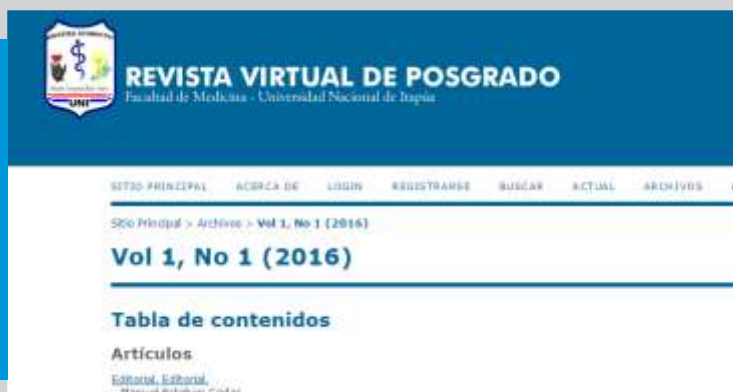 UNI
REVISTA VIRTUAL DE POSGRADO
Facultad de Medicina - Universidad Nacional de Itapúa
SITIO PRINCIPAL ACERCA DE LOGIN REGISTRARSE BUSCAR ACTUAL ARCHIVOS
Sitio Principal > Archivos > Vol 1, No 1 (2016)
Vol 1, No 1 (2016)
Tabla de contenidos
Artículos
Editorial, Editorial,